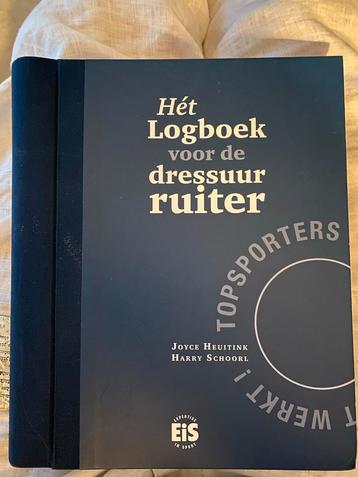 Hét
Logboek
voor de
dressuur
ruiter
TOPSPORTERS
T WERKT!
JOYCE HEUITINK
HARRY SCHOORL
EXPERTISE
EiS
IN SPORT